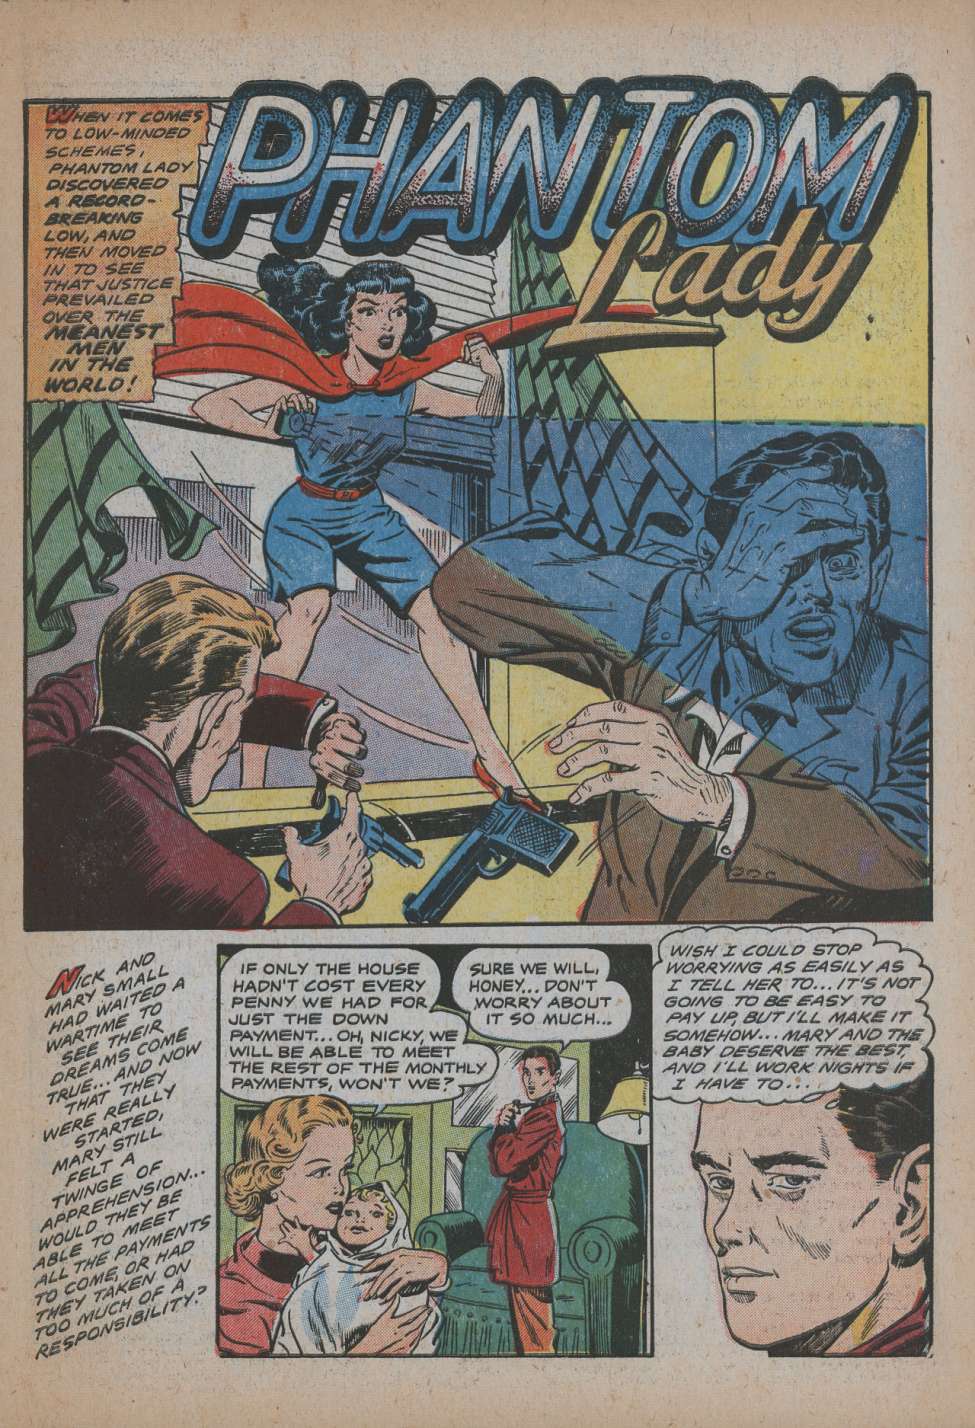 WHEN IT COMES
TO LOW-MINDED
SCHEMES,
PHANTOM LADY
DISCOVERED
A RECORD-
BREAKING
LOW, AND
THEN MOVED
IN TO SEE
THAT JUSTICE
PREVAILED
OVER THE
MEANEST
MEN
IN THE
WORLD!
PHANTOM
Lady
PL
NICK AND
MARY SMALL
HAD WAITED A
WARTIME TO
SEE THEIR
DREAMS COME
TRUE... AND NOW
THAT THEY
WERE REALLY
STARTED,
MARY STILL
FELT A
TWINGE OF
APPREHENSION...
WOULD THEY BE
ABLE TO MEET
ALL THE PAYMENTS
TO COME, OR HAD
THEY TAKEN ON
TOO MUCH OF A
RESPONSIBILITY?
IF ONLY THE HOUSE
HADN'T COST EVERY
PENNY WE HAD FOR
JUST THE DOWN
PAYMENT... OH, NICKY, WE
WILL BE ABLE TO MEET
THE REST OF THE MONTHLY
PAYMENTS, WON'T WE?
SURE WE WILL,
HONEY... DON'T
WORRY ABOUT
IT SO MUCH...
WISH I COULD STOP
WORRYING AS EASILY AS
I TELL HER TO... IT'S NOT
GOING TO BE EASY TO
PAY UP, BUT I'LL MAKE IT
SOMEHOW... MARY AND THE
BABY DESERVE THE BEST,
AND I'LL WORK NIGHTS IF
I HAVE TO...